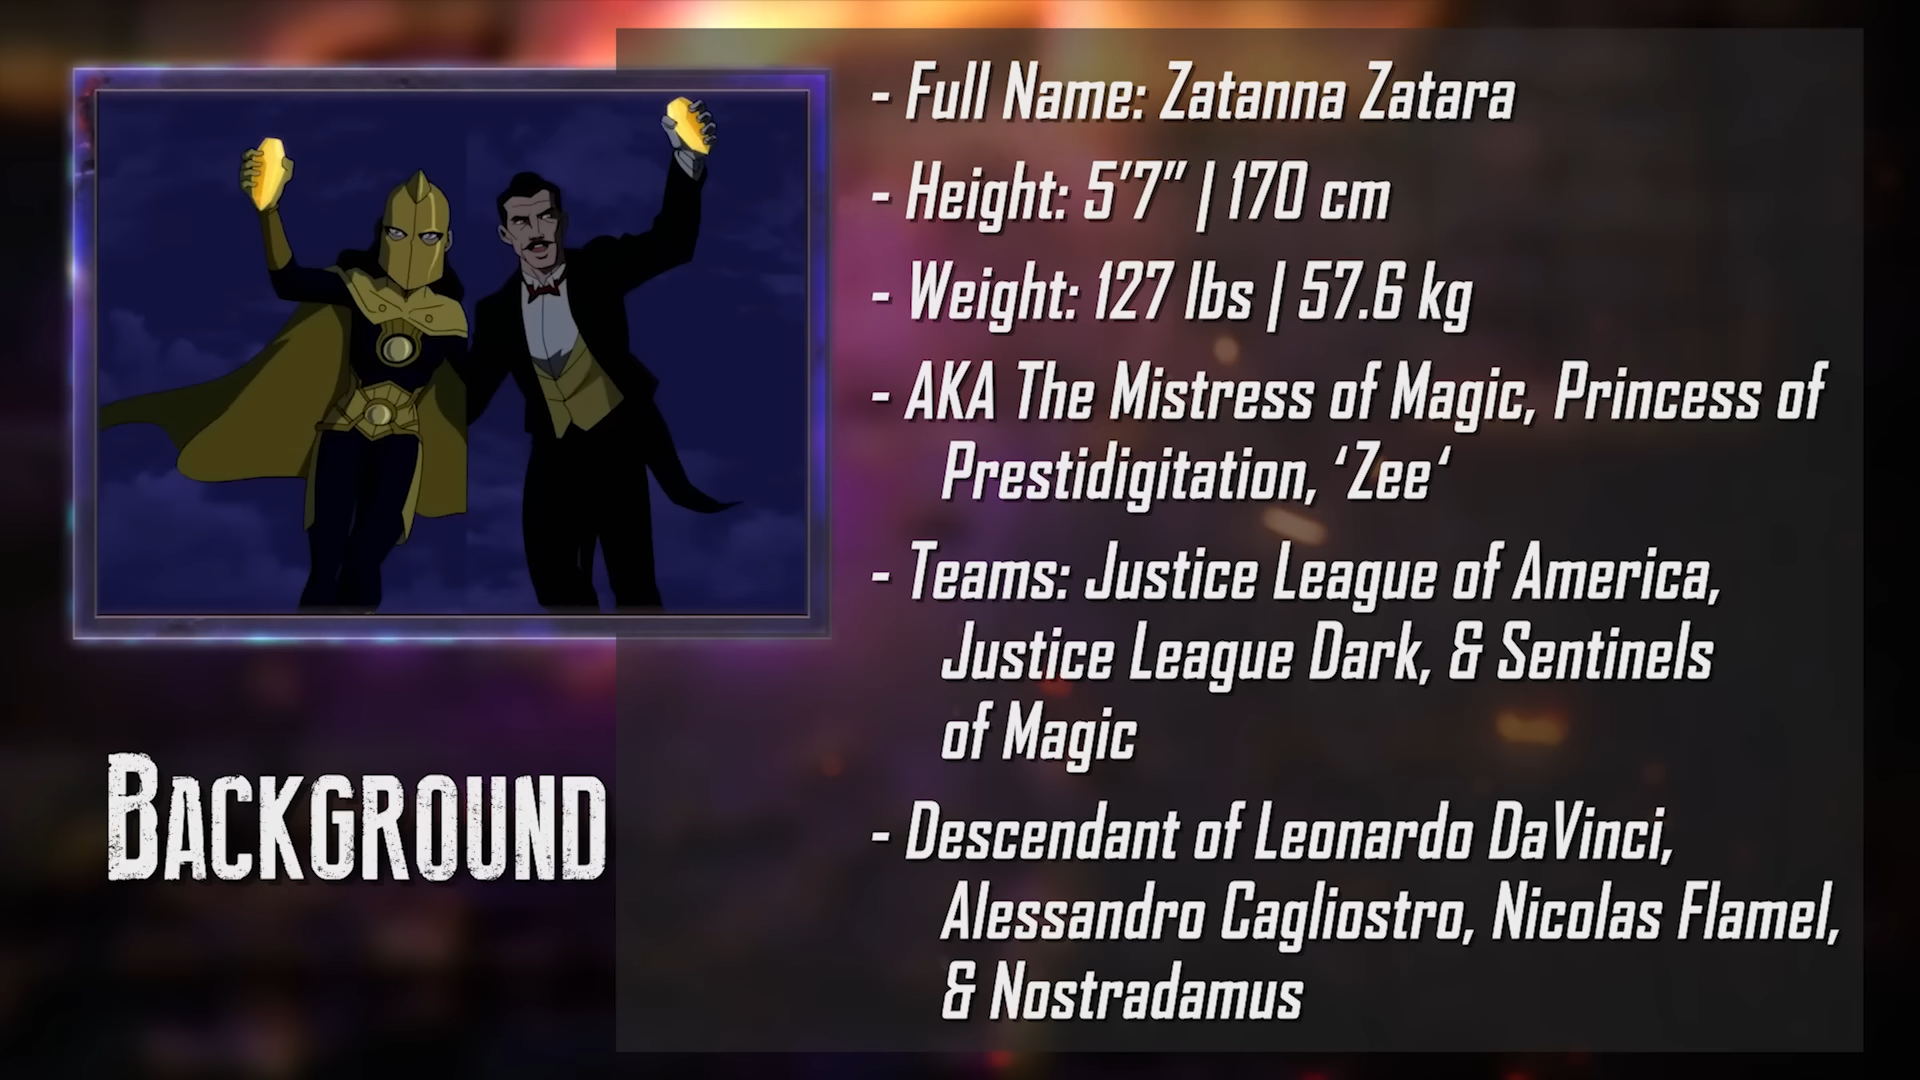 - Full Name: Zatanna Zatara
- Height: 5'7" | 170 cm
- Weight: 127 lbs | 57.6 kg
- AKA The Mistress of Magic, Princess of
Prestidigitation, ‘Zee‘
- Teams: Justice League of America,
Justice League Dark, & Sentinels
of Magic
- Descendant of Leonardo DaVinci,
Alessandro Cagliostro, Nicolas Flamel,
& Nostradamus
BACKGROUND